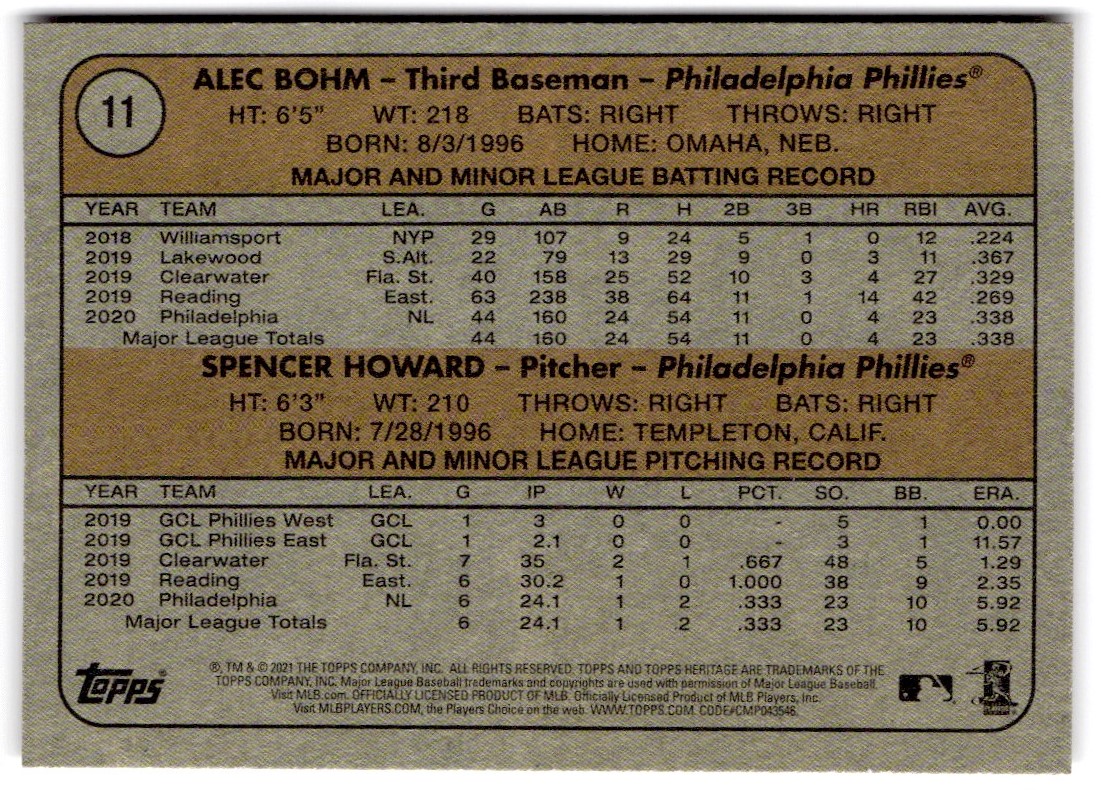 11
ALEC BOHM – Third Baseman – Philadelphia Phillies®
HT: 6'5" WT: 218 BATS: RIGHT THROWS: RIGHT
BORN: 8/3/1996 HOME: OMAHA, NEB.
MAJOR AND MINOR LEAGUE BATTING RECORD
YEAR TEAM LEA. G AB R H 2B 3B HR RBI AVG.
2018 Williamsport NYP 29 107 9 24 5 1 0 12 .224
2019 Lakewood S.Alt. 22 79 13 29 9 0 3 11 .367
2019 Clearwater Fla. St. 40 158 25 52 10 3 4 27 .329
2019 Reading East. 63 238 38 64 11 1 14 42 .269
2020 Philadelphia NL 44 160 24 54 11 0 4 23 .338
Major League Totals 44 160 24 54 11 0 4 23 .338
SPENCER HOWARD – Pitcher – Philadelphia Phillies®
HT: 6'3" WT: 210 THROWS: RIGHT BATS: RIGHT
BORN: 7/28/1996 HOME: TEMPLETON, CALIF.
MAJOR AND MINOR LEAGUE PITCHING RECORD
YEAR TEAM LEA. G IP W L PCT. SO. BB. ERA.
2019 GCL Phillies West GCL 1 3 0 0 - 5 1 0.00
2019 GCL Phillies East GCL 1 2.1 0 0 - 3 1 11.57
2019 Clearwater Fla. St. 7 35 2 1 .667 48 5 1.29
2019 Reading East. 6 30.2 1 0 1.000 38 9 2.35
2020 Philadelphia NL 6 24.1 1 2 .333 23 10 5.92
Major League Totals 6 24.1 1 2 .333 23 10 5.92
Topps®
®, TM & © 2021 THE TOPPS COMPANY, INC. ALL RIGHTS RESERVED. TOPPS AND TOPPS HERITAGE ARE TRADEMARKS OF THE
TOPPS COMPANY, INC. Major League Baseball trademarks and copyrights are used with permission of Major League Baseball.
Visit MLB.com. OFFICIALLY LICENSED PRODUCT OF MLB. Officially Licensed Product of MLB Players, Inc.
Visit MLBPLAYERS.COM, the Players Choice on the web. WWW.TOPPS.COM. CODE#CMP043546.